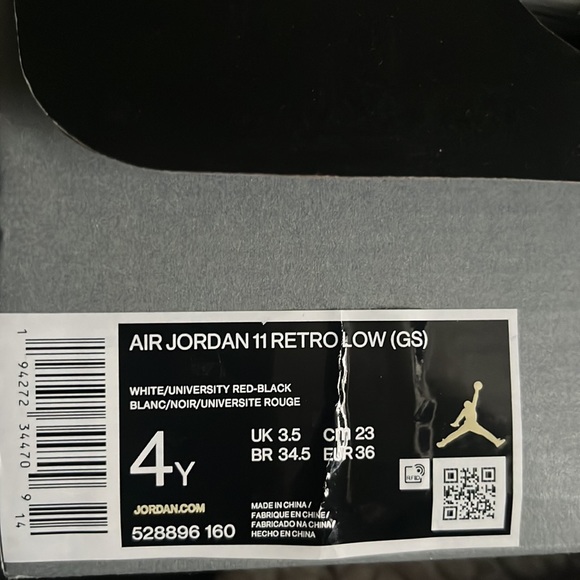 AIR JORDAN 11 RETRO LOW (GS)
WHITE/UNIVERSITY RED-BLACK
BLANC/NOIR/UNIVERSITE ROUGE
4Y
UK 3.5 CM 23
BR 34.5 EUR 36
JORDAN.COM
528896 160
MADE IN CHINA /
FABRIQUE EN CHINE/
FABRICADO NA CHINA/
HECHO EN CHINA
RFID
1 94272 34470 9 14